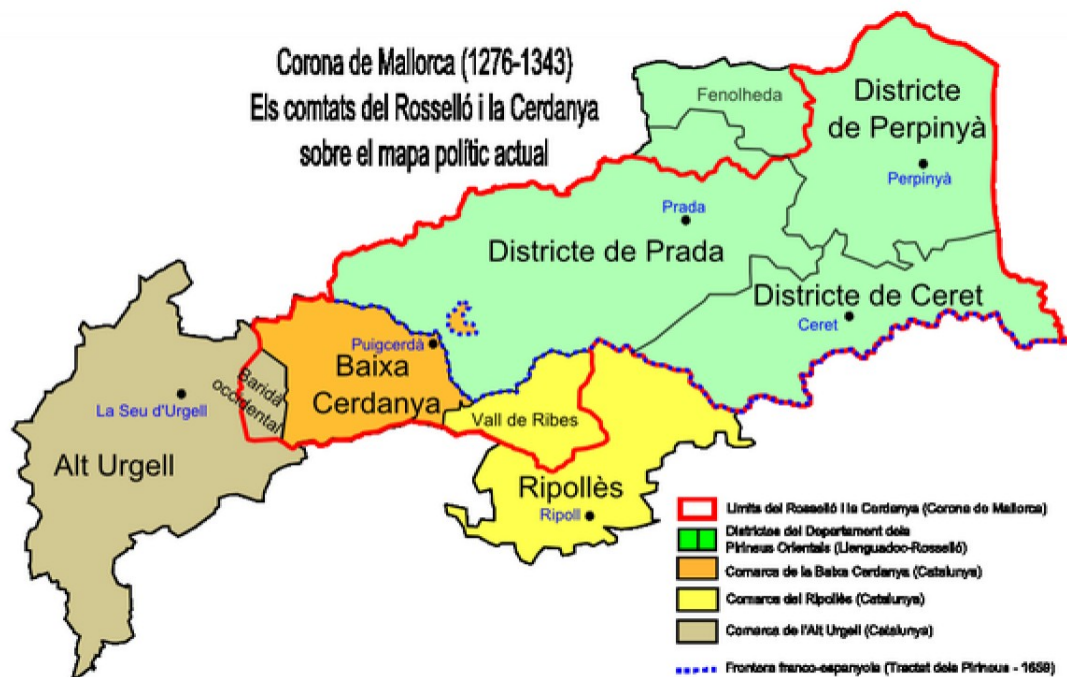 Corona de Mallorca (1276-1343)
Els comtats del Rosselló i la Cerdanya
sobre el mapa polític actual
Fenolheda
Districte
de Perpinyà
Perpinyà
Prada
Districte de Prada
Districte de Ceret
Ceret
Puigcerdà
Baixa
Cerdanya
Baridà
occidental
La Seu d'Urgell
Alt Urgell
Vall de Ribes
Ripollès
Ripoll
Límits del Rosselló i la Cerdanya (Corona de Mallorca)
Districtes del Departament dels
Pirineus Orientals (Llenguadoc-Rosselló)
Comarca de la Baixa Cerdanya (Catalunya)
Comarca del Ripollès (Catalunya)
Comarca de l'Alt Urgell (Catalunya)
Frontera franco-espanyola (Tractat dels Pirineus - 1659)